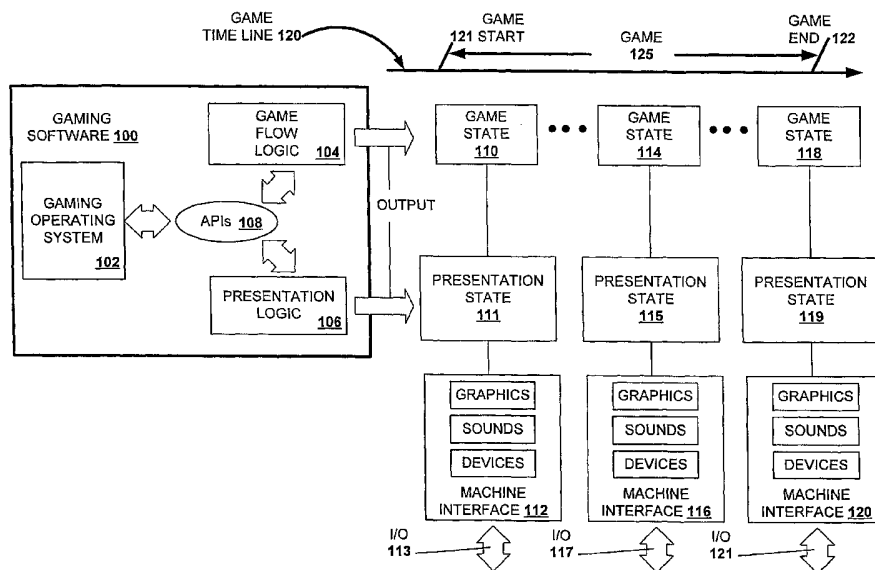 GAME
TIME LINE 120
121
GAME
START
GAME
125
GAME
END
122
GAMING
SOFTWARE 100
GAMING
OPERATING
SYSTEM
102
APIs 108
GAME
FLOW
LOGIC
104
PRESENTATION
LOGIC
106
OUTPUT
GAME
STATE
110
GAME
STATE
114
GAME
STATE
118
PRESENTATION
STATE
111
PRESENTATION
STATE
115
PRESENTATION
STATE
119
GRAPHICS
SOUNDS
DEVICES
MACHINE
INTERFACE 112
GRAPHICS
SOUNDS
DEVICES
MACHINE
INTERFACE 116
GRAPHICS
SOUNDS
DEVICES
MACHINE
INTERFACE 120
I/O
113
I/O
117
I/O
121